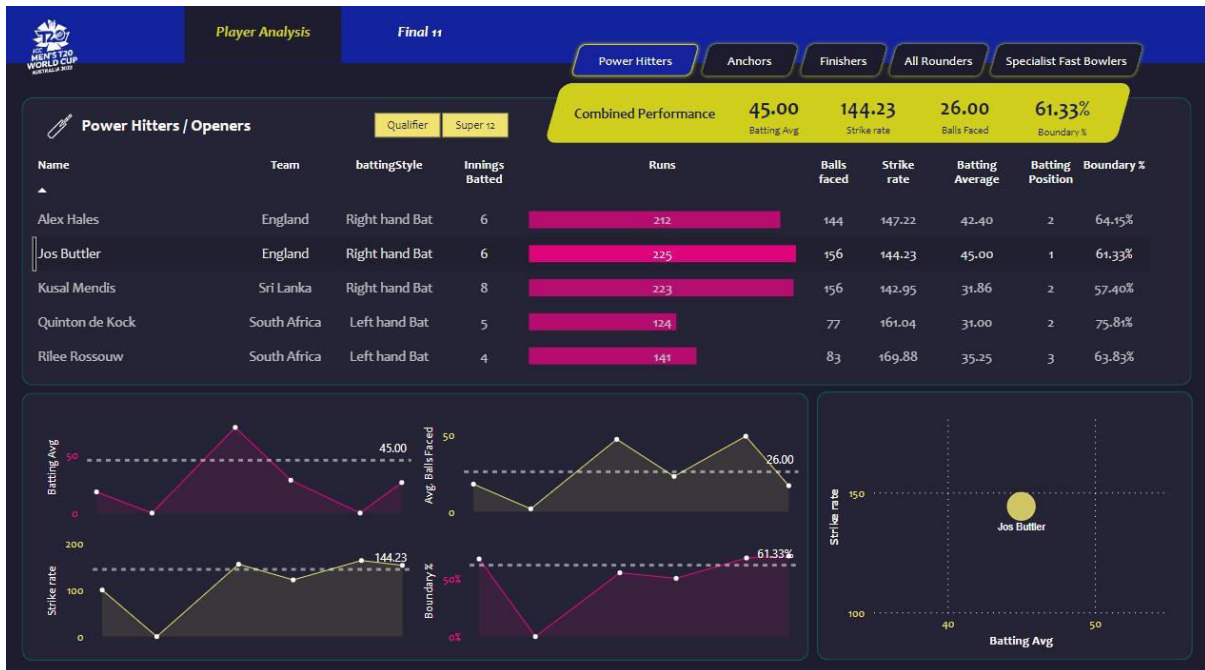 T20
ICC
MEN'S T20
WORLD CUP
AUSTRALIA 2022
Player Analysis
Final 11
Power Hitters
Anchors
Finishers
All Rounders
Specialist Fast Bowlers
Power Hitters / Openers
Qualifier
Super 12
Combined Performance
45.00
Batting Avg
144.23
Strike rate
26.00
Balls Faced
61.33%
Boundary %
Name Team battingStyle Innings Batted Runs Balls faced Strike rate Batting Average Batting Position Boundary %
Alex Hales England Right hand Bat 6 212 144 147.22 42.40 2 64.15%
Jos Buttler England Right hand Bat 6 225 156 144.23 45.00 1 61.33%
Kusal Mendis Sri Lanka Right hand Bat 8 223 156 142.95 31.86 2 57.40%
Quinton de Kock South Africa Left hand Bat 5 124 77 161.04 31.00 2 75.81%
Rilee Rossouw South Africa Left hand Bat 4 141 83 169.88 35.25 3 63.83%
Batting Avg
50
0
45.00
Avg. Balls Faced
50
0
26.00
Strike rate
200
100
0
144.23
Boundary %
50%
0%
61.33%
Strike rate
150
100
Jos Buttler
40
50
Batting Avg